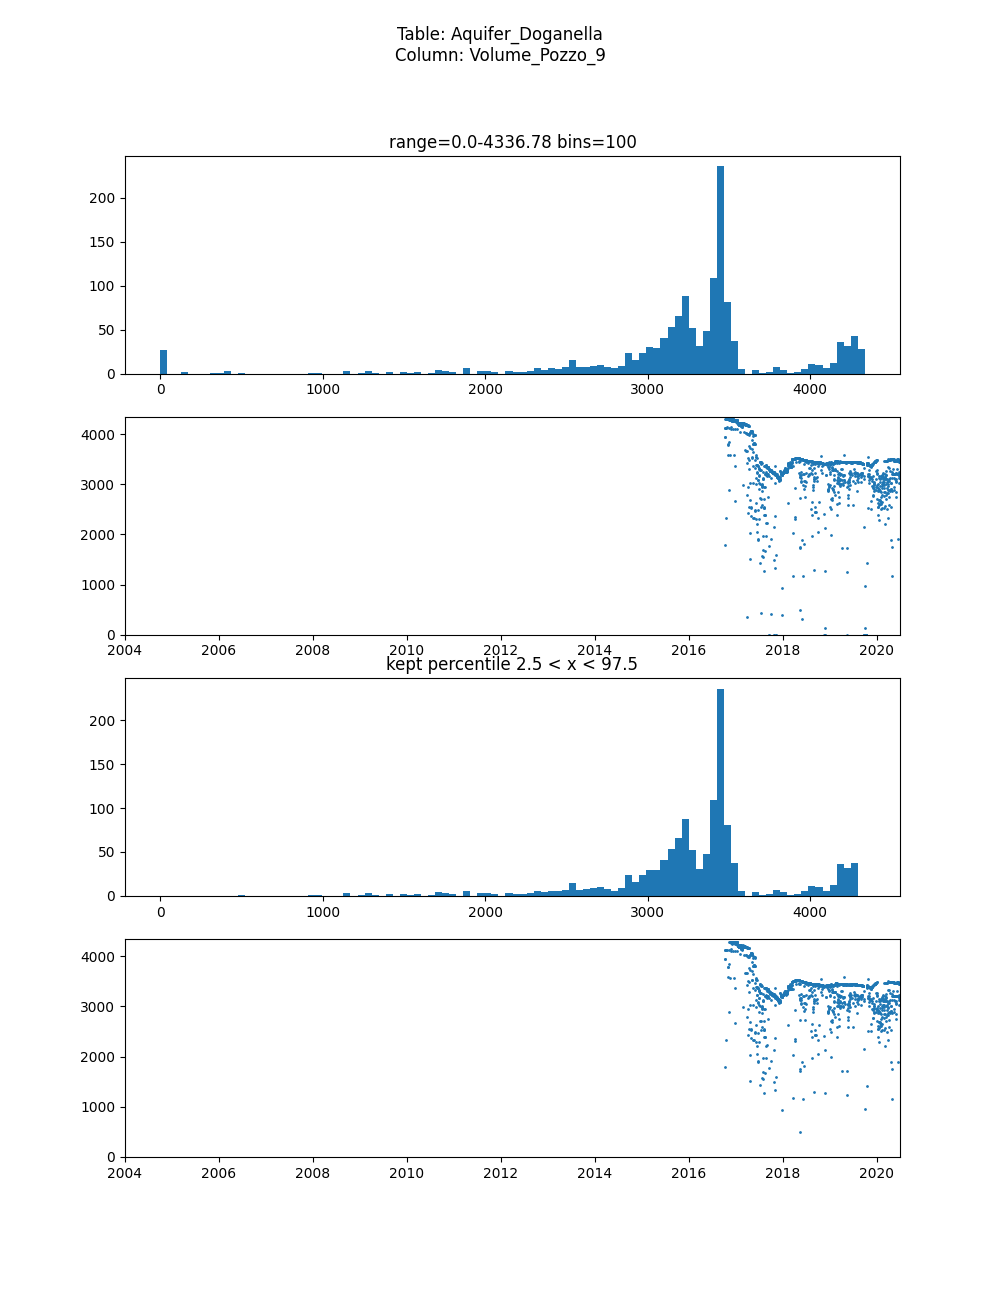 Table: Aquifer_Doganella
Column: Volume_Pozzo_9
range=0.0-4336.78 bins=100
200
150
100
50
0
0 1000 2000 3000 4000
4000
3000
2000
1000
0
2004 2006 2008 2010 2012 2014 2016 2018 2020
kept percentile 2.5 < x < 97.5
200
150
100
50
0
0 1000 2000 3000 4000
4000
3000
2000
1000
0
2004 2006 2008 2010 2012 2014 2016 2018 2020